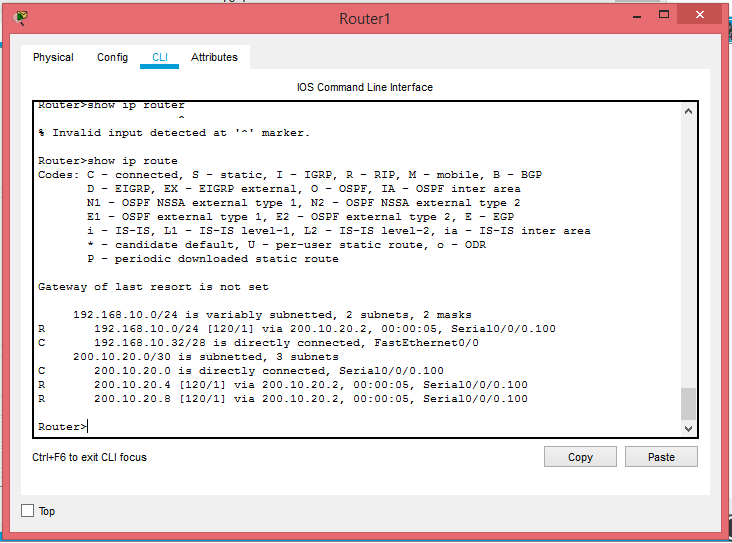 Router1
Physical Config CLI Attributes
IOS Command Line Interface
Router>show ip router
^
% Invalid input detected at '^' marker.
Router>show ip route
Codes: C - connected, S - static, I - IGRP, R - RIP, M - mobile, B - BGP
D - EIGRP, EX - EIGRP external, O - OSPF, IA - OSPF inter area
N1 - OSPF NSSA external type 1, N2 - OSPF NSSA external type 2
E1 - OSPF external type 1, E2 - OSPF external type 2, E - EGP
i - IS-IS, L1 - IS-IS level-1, L2 - IS-IS level-2, ia - IS-IS inter area
* - candidate default, U - per-user static route, o - ODR
P - periodic downloaded static route
Gateway of last resort is not set
192.168.10.0/24 is variably subnetted, 2 subnets, 2 masks
R 192.168.10.0/24 [120/1] via 200.10.20.2, 00:00:05, Serial0/0/0.100
C 192.168.10.32/28 is directly connected, FastEthernet0/0
200.10.20.0/30 is subnetted, 3 subnets
C 200.10.20.0 is directly connected, Serial0/0/0.100
R 200.10.20.4 [120/1] via 200.10.20.2, 00:00:05, Serial0/0/0.100
R 200.10.20.8 [120/1] via 200.10.20.2, 00:00:05, Serial0/0/0.100
Router>
Ctrl+F6 to exit CLI focus
Copy Paste
Top